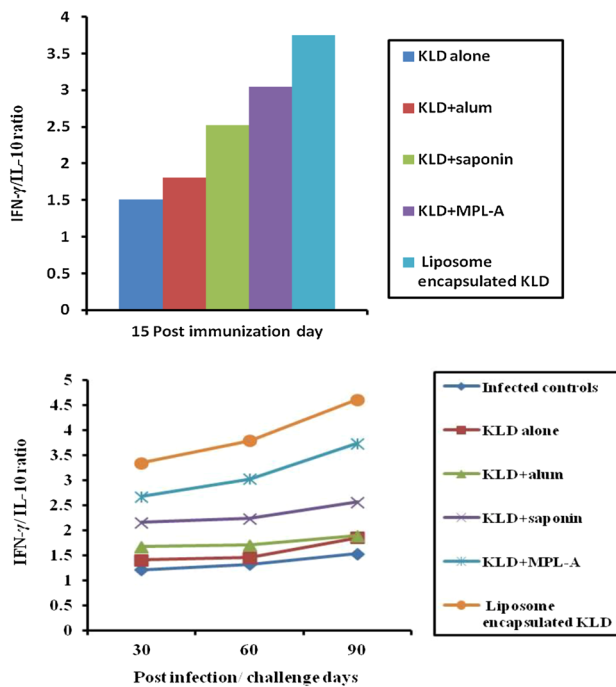 4
3.5
3
2.5
2
1.5
1
0.5
0
IFN-γ/IL-10 ratio
15 Post immunization day
KLD alone
KLD+alum
KLD+saponin
KLD+MPL-A
Liposome
encapsulated KLD
5
4.5
4
3.5
3
2.5
2
1.5
1
0.5
0
IFN-γ/ IL-10 ratio
30 60 90
Post infection/ challenge days
Infected controls
KLD alone
KLD+alum
KLD+saponin
KLD+MPL-A
Liposome
encapsulated KLD